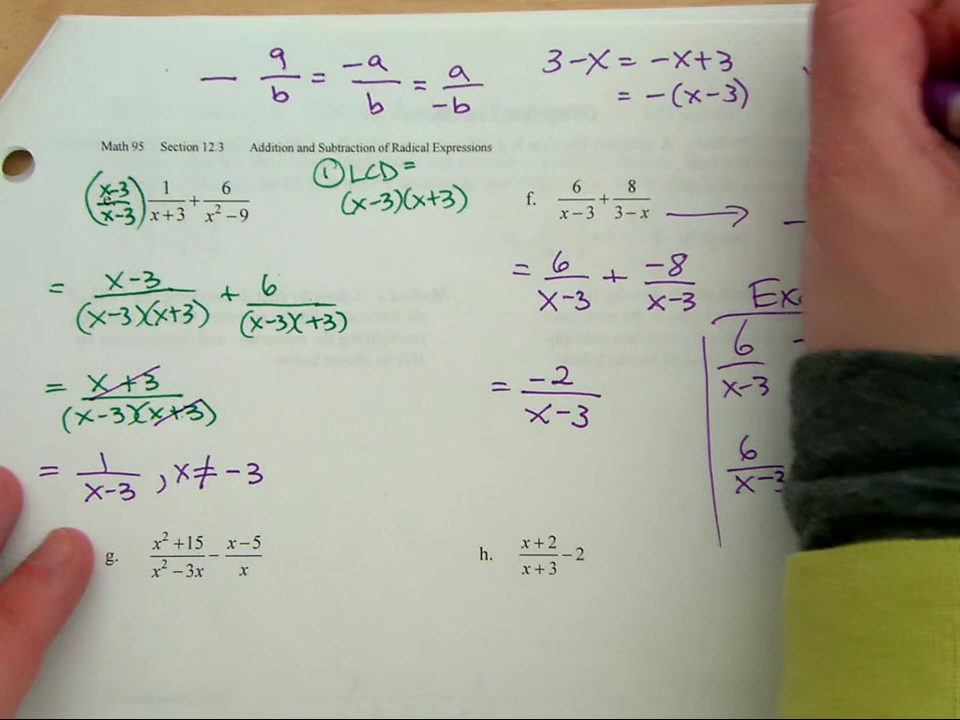 − a/b = −a/b = a/−b
3−x = −x+3
= −(x−3)
Math 95 Section 12.3 Addition and Subtraction of Radical Expressions
① LCD =
(x−3)(x+3)
((x−3)/(x−3)) 1/(x+3) + 6/(x²−9)
= (x−3)/((x−3)(x+3)) + 6/((x−3)(+3))
= (x+3)/((x−3)(x+3))
= 1/(x−3) , x ≠ −3
f. 6/(x−3) + 8/(3−x) → −
= 6/(x−3) + −8/(x−3)
= −2/(x−3)
6/(x−3) −
6/(x−3)
g. (x²+15)/(x²−3x) − (x−5)/x
h. (x+2)/(x+3) − 2